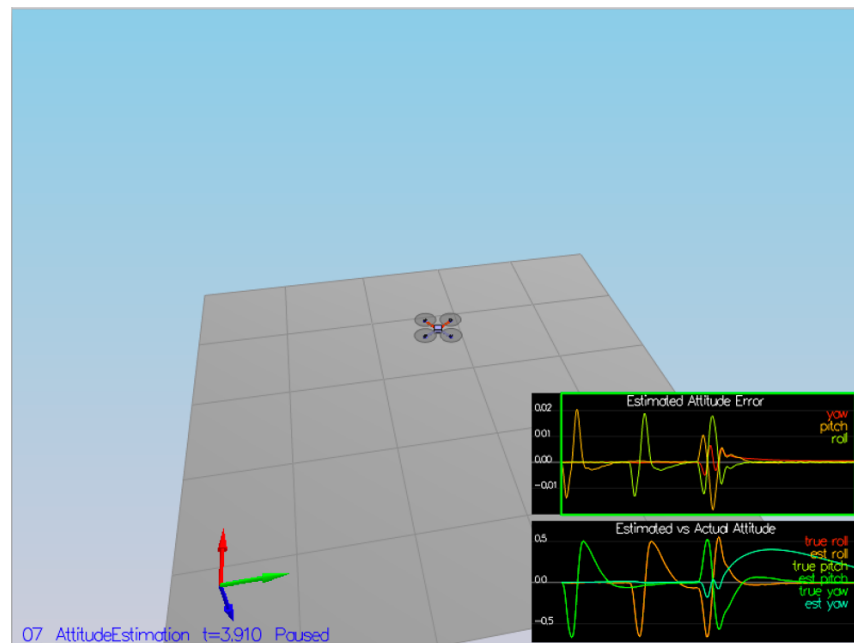 Estimated Attitude Error
0.02
0.01
0.00
-0.01
yaw
pitch
roll
Estimated vs Actual Attitude
0.5
0.0
-0.5
true roll
est roll
true pitch
est pitch
true yaw
est yaw
07 AttitudeEstimation t=3.910 Paused